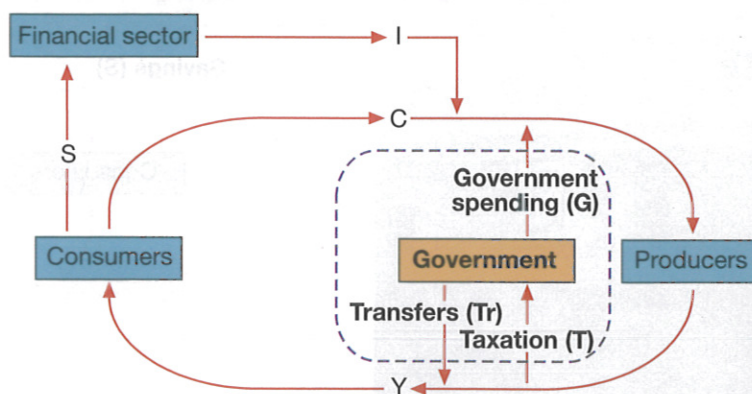 Financial sector
I
C
S
Government
spending (G)
Consumers
Government
Producers
Transfers (Tr)
Taxation (T)
Y